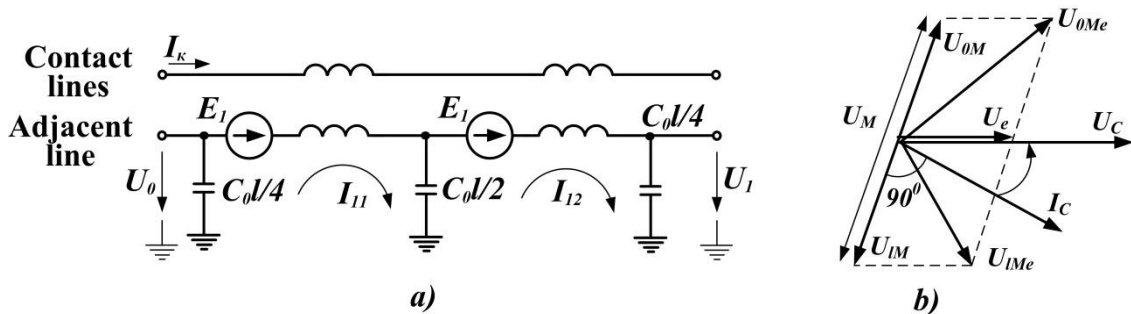 Contact lines
I_к
Adjacent line
E_1
E_1
C_0l/4
U_0
C_0l/4
I_11
C_0l/2
I_12
U_1
a)
U_0M
U_0Me
U_M
U_e
U_C
90^0
I_C
U_lM
U_lMe
b)